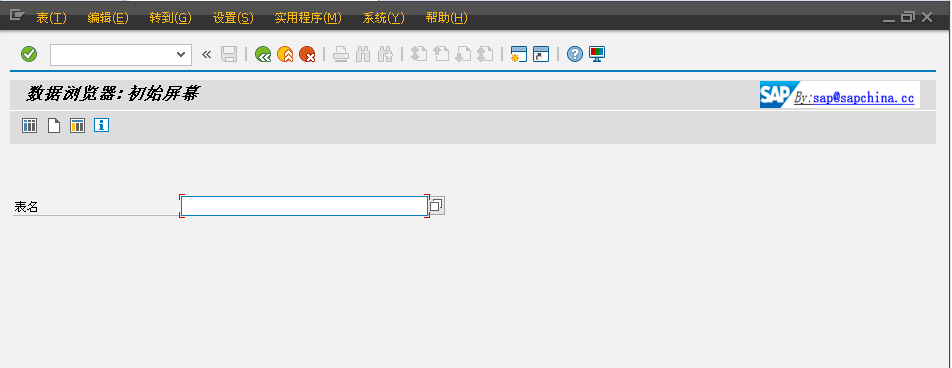 表(T) 编辑(E) 转到(G) 设置(S) 实用程序(M) 系统(Y) 帮助(H)
数据浏览器:初始屏幕
SAP By:sap@sapchina.cc
表名